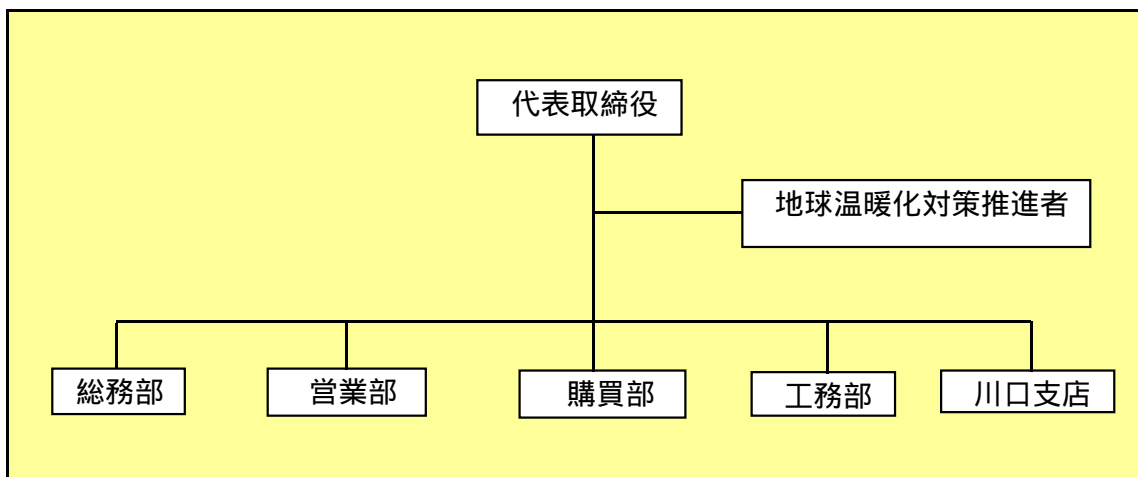 代表取締役
地球温暖化対策推進者
総務部
営業部
購買部
工務部
川口支店